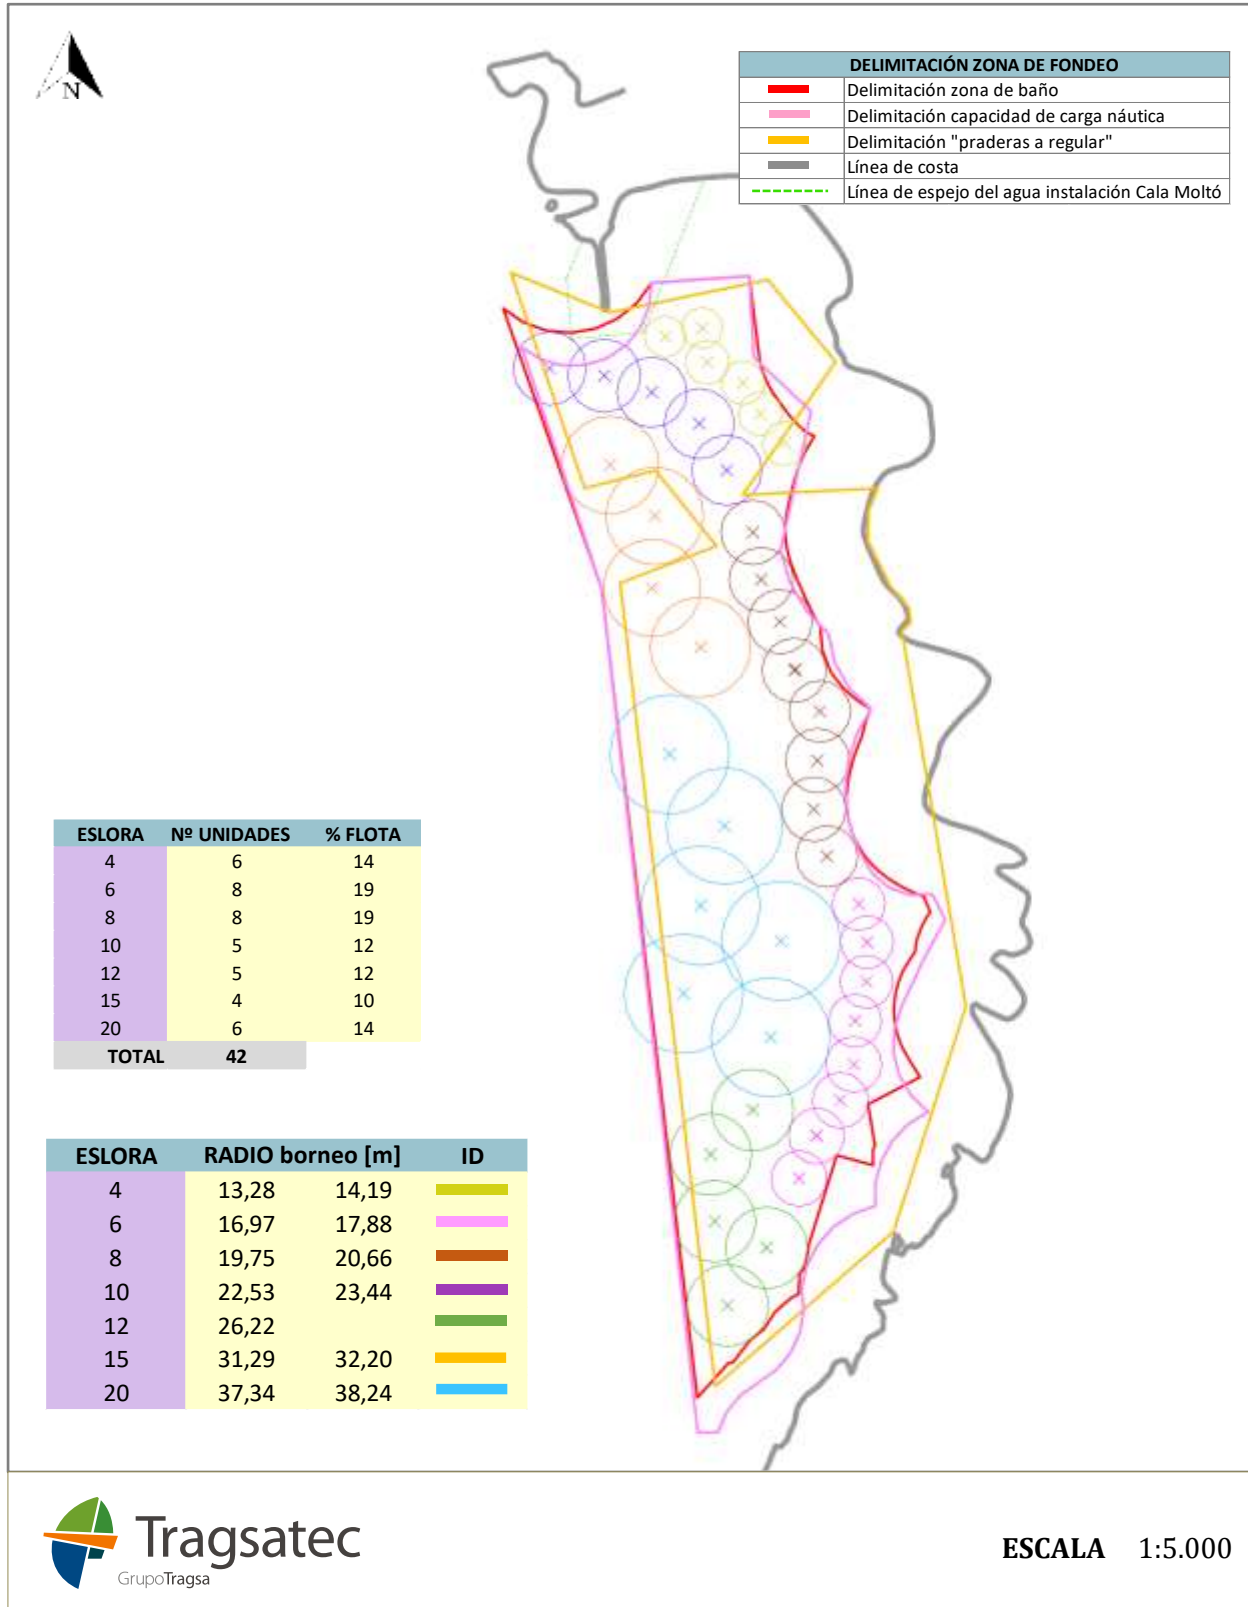 N
DELIMITACIÓN ZONA DE FONDEO
Delimitación zona de baño
Delimitación capacidad de carga náutica
Delimitación "praderas a regular"
Línea de costa
Línea de espejo del agua instalación Cala Moltó
ESLORA Nº UNIDADES % FLOTA
4 6 14
6 8 19
8 8 19
10 5 12
12 5 12
15 4 10
20 6 14
TOTAL 42
ESLORA RADIO borneo [m] ID
4 13,28 14,19
6 16,97 17,88
8 19,75 20,66
10 22,53 23,44
12 26,22
15 31,29 32,20
20 37,34 38,24
Tragsatec
GrupoTragsa
ESCALA 1:5.000